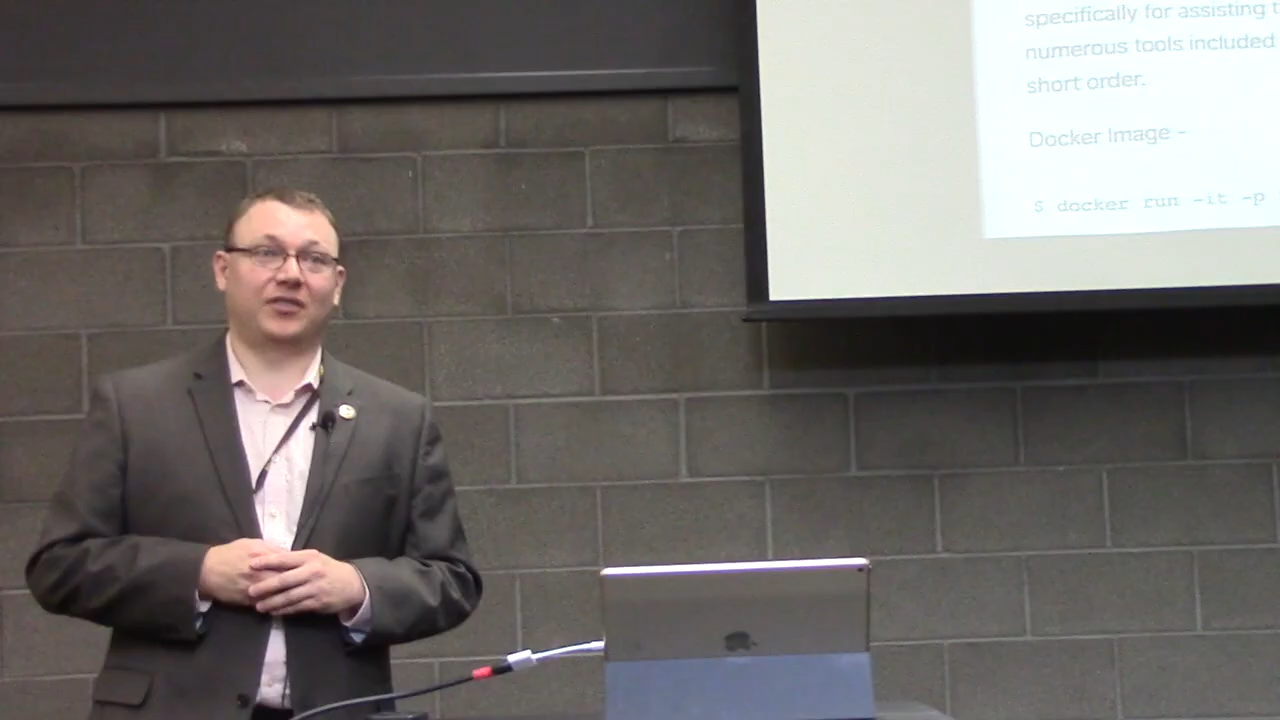 specifically for assisting t
numerous tools included
short order.
Docker Image -
$ docker run -it -p